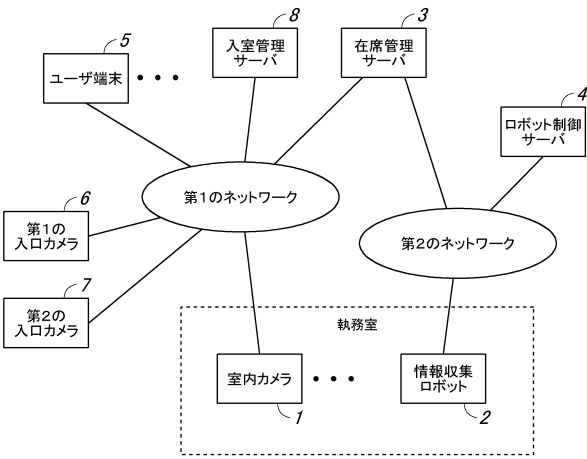 8
3
5
入室管理
サーバ
在席管理
サーバ
4
ユーザ端末
ロボット制御
サーバ
6
第1のネットワーク
第1の
入口カメラ
第2のネットワーク
7
第2の
入口カメラ
執務室
室内カメラ
情報収集
ロボット
1
2